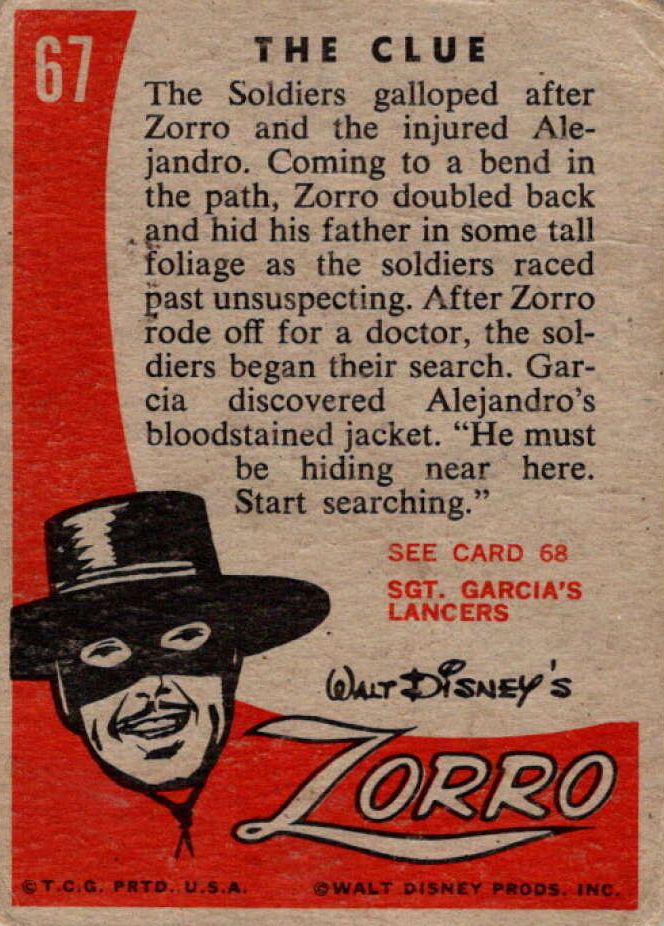 67
THE CLUE
The Soldiers galloped after
Zorro and the injured Ale-
jandro. Coming to a bend in
the path, Zorro doubled back
and hid his father in some tall
foliage as the soldiers raced
past unsuspecting. After Zorro
rode off for a doctor, the sol-
diers began their search. Gar-
cia discovered Alejandro's
bloodstained jacket. “He must
be hiding near here.
Start searching.”
SEE CARD 68
SGT. GARCIA'S
LANCERS
WALT DISNEY'S
ZORRO
©T.C.G. PRTD. U.S.A.
©WALT DISNEY PRODS. INC.